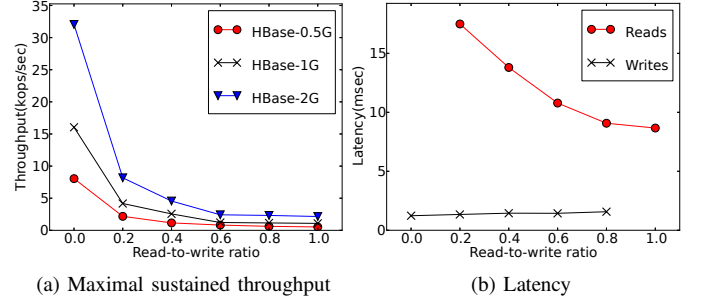 35
30
25
20
15
10
5
0
Throughput(kops/sec)
HBase-0.5G
HBase-1G
HBase-2G
0.0 0.2 0.4 0.6 0.8 1.0
Read-to-write ratio
(a) Maximal sustained throughput
15
10
5
0
Latency(msec)
Reads
Writes
0.0 0.2 0.4 0.6 0.8 1.0
Read-to-write ratio
(b) Latency